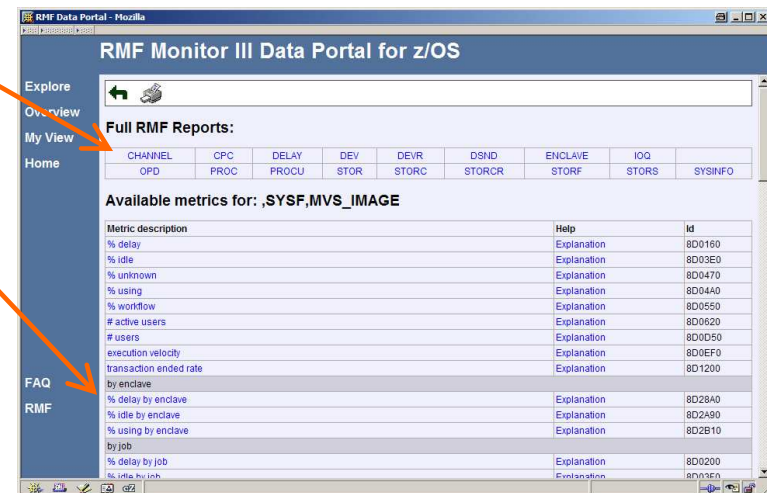 RMF Data Portal - Mozilla
RMF Monitor III Data Portal for z/OS
Explore
Overview
My View
Home
FAQ
RMF
Full RMF Reports:
CHANNEL CPC DELAY DEV DEVR DSND ENCLAVE IOQ
OPD PROC PROCU STOR STORC STORCR STORF STORS SYSINFO
Available metrics for: ,SYSF,MVS_IMAGE
Metric description Help Id
% delay Explanation 8D0160
% idle Explanation 8D03E0
% unknown Explanation 8D0470
% using Explanation 8D04A0
% workflow Explanation 8D0550
# active users Explanation 8D0620
# users Explanation 8D0D50
execution velocity Explanation 8D0EF0
transaction ended rate Explanation 8D1200
by enclave
% delay by enclave Explanation 8D28A0
% idle by enclave Explanation 8D2A90
% using by enclave Explanation 8D2B10
by job
% delay by job Explanation 8D0200
% idle by job Explanation 8D03F0